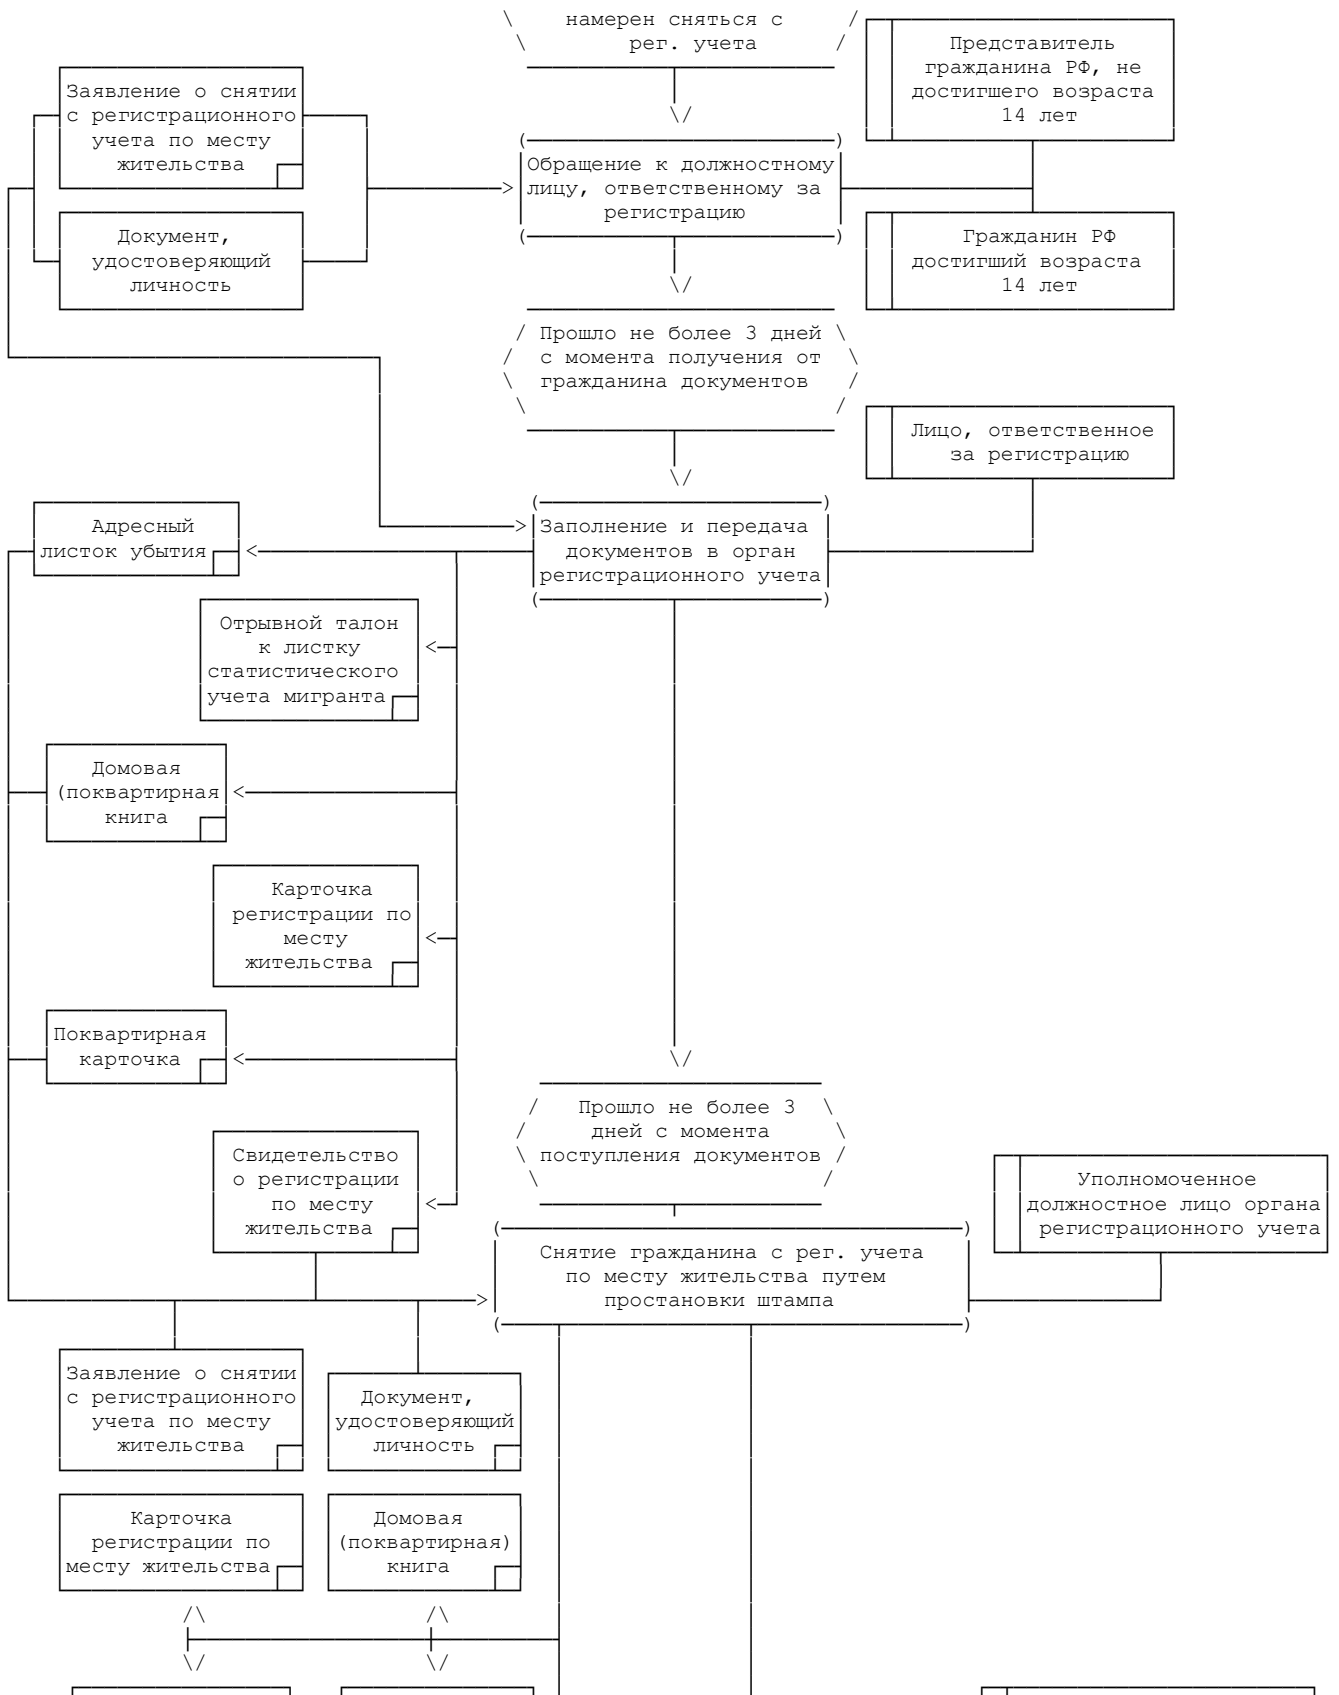 намерен сняться с
рег. учета
Представитель
гражданина РФ, не
достигшего возраста
14 лет
Заявление о снятии
с регистрационного
учета по месту
жительства
Обращение к должностному
лицу, ответственному за
регистрацию
Документ,
удостоверяющий
личность
Гражданин РФ
достигший возраста
14 лет
Прошло не более 3 дней
с момента получения от
гражданина документов
Лицо, ответственное
за регистрацию
Адресный
листок убытия
Заполнение и передача
документов в орган
регистрационного учета
Отрывной талон
к листку
статистического
учета мигранта
Домовая
(поквартирная
книга
Карточка
регистрации по
месту
жительства
Поквартирная
карточка
Прошло не более 3
дней с момента
поступления документов
Свидетельство
о регистрации
по месту
жительства
Уполномоченное
должностное лицо органа
регистрационного учета
Снятие гражданина с рег. учета
по месту жительства путем
простановки штампа
Заявление о снятии
с регистрационного
учета по месту
жительства
Документ,
удостоверяющий
личность
Карточка
регистрации по
месту жительства
Домовая
(поквартирная)
книга